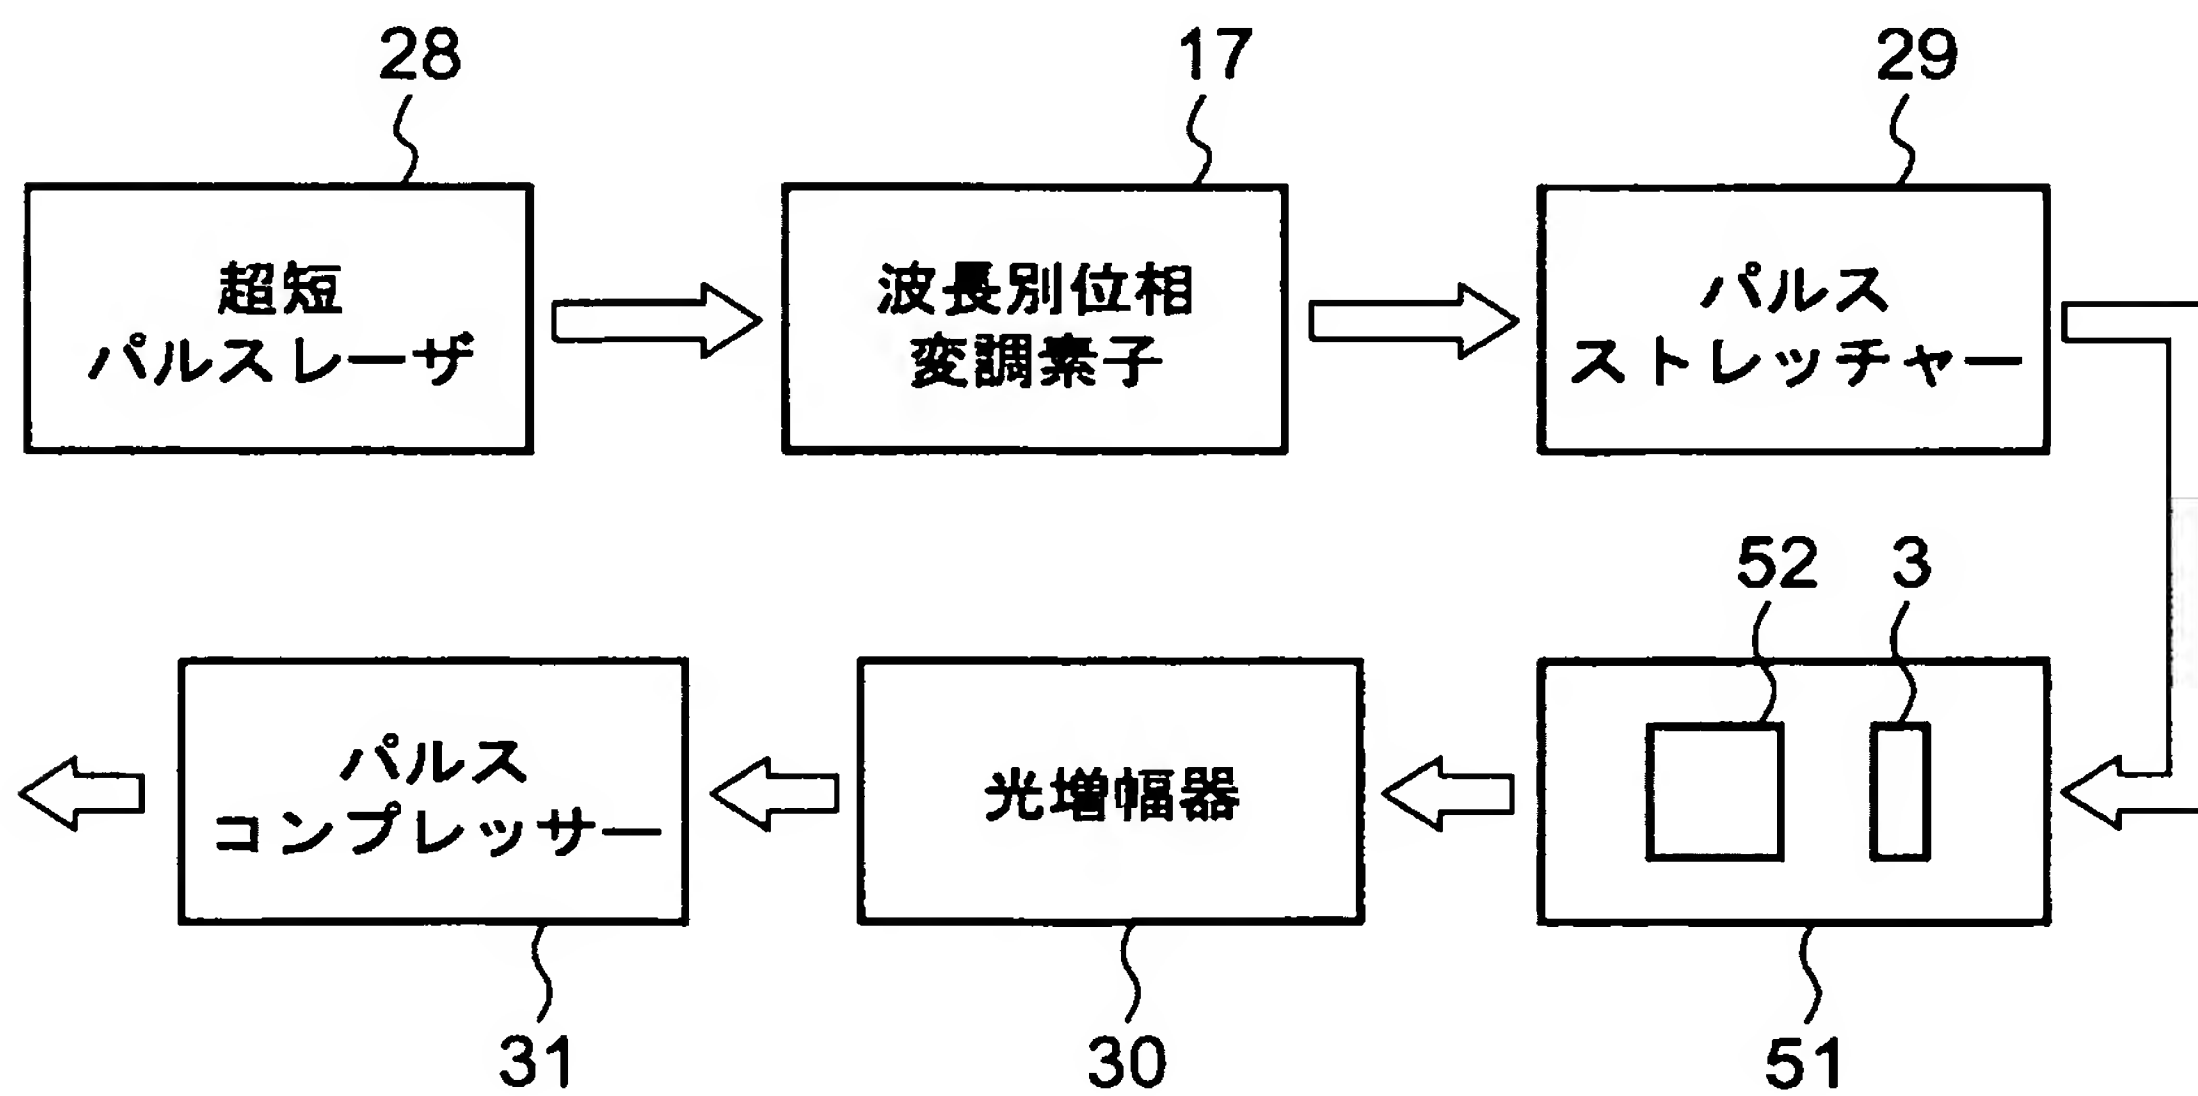 28
17
29
超短
パルスレーザ
波長別位相
変調素子
パルス
ストレッチャー
52
3
パルス
コンプレッサー
光増幅器
31
30
51